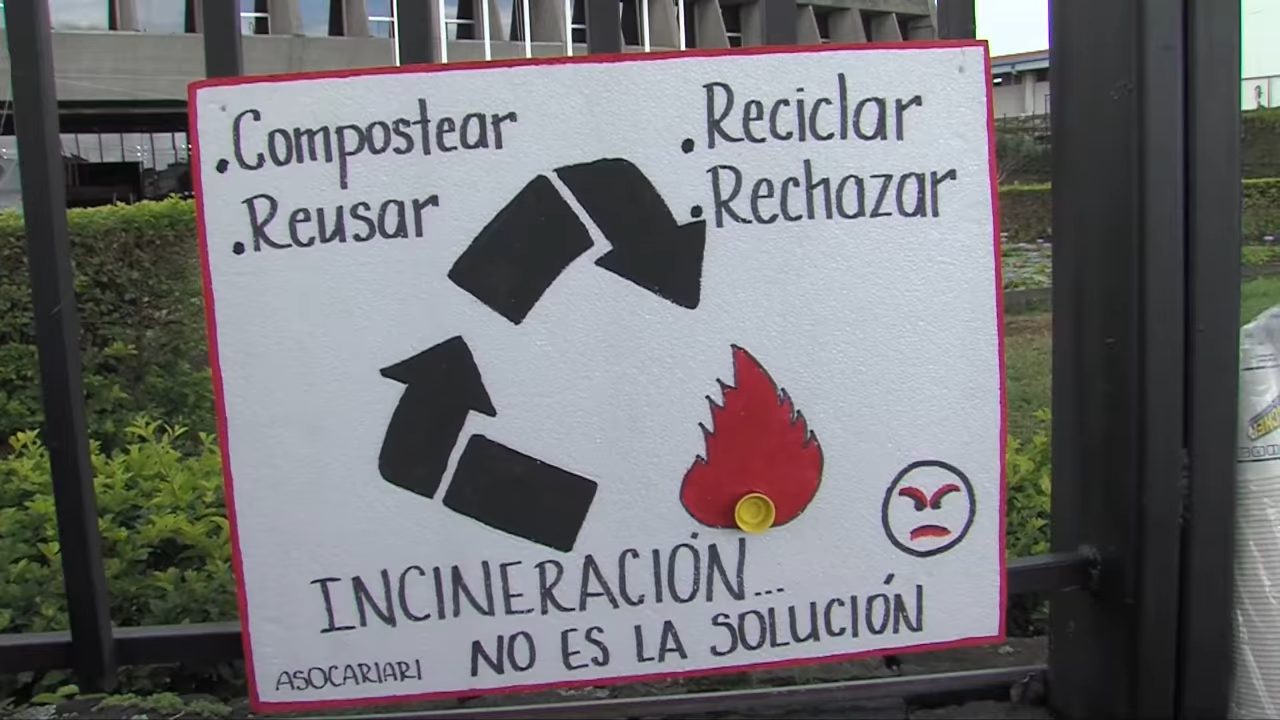 .Compostear
.Reusar
.Reciclar
.Rechazar
INCINERACIÓN...
NO ES LA SOLUCIÓN
ASOCARIARI